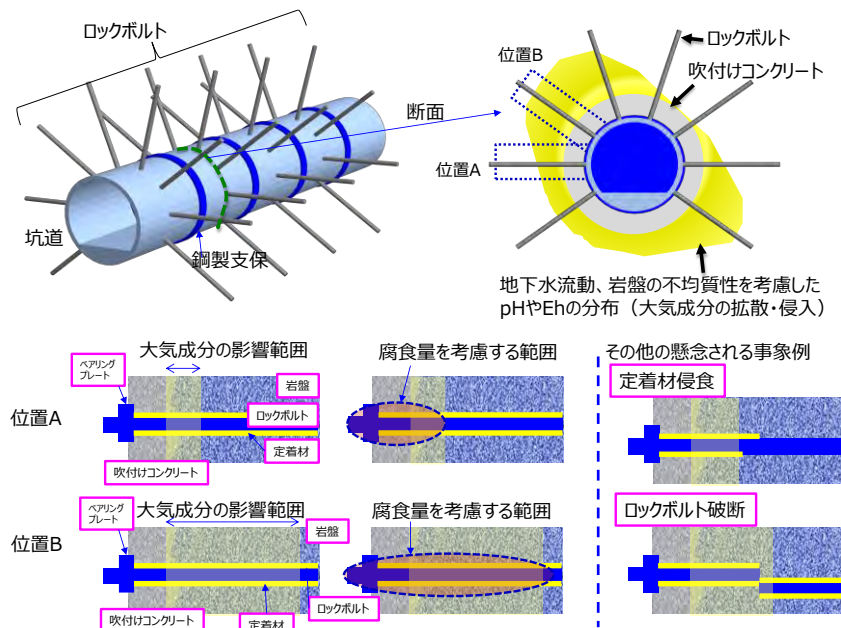 ロックボルト
断面
坑道
鋼製支保
位置B
位置A
ロックボルト
吹付けコンクリート
地下水流動、岩盤の不均質性を考慮した
pHやEhの分布（大気成分の拡散・侵入）
大気成分の影響範囲
腐食量を考慮する範囲
その他の懸念される事象例
ベアリング
プレート
岩盤
定着材侵食
位置A
ロックボルト
定着材
吹付けコンクリート
ベアリング
プレート
大気成分の影響範囲
腐食量を考慮する範囲
ロックボルト破断
岩盤
位置B
ロックボルト
吹付けコンクリート
定着材